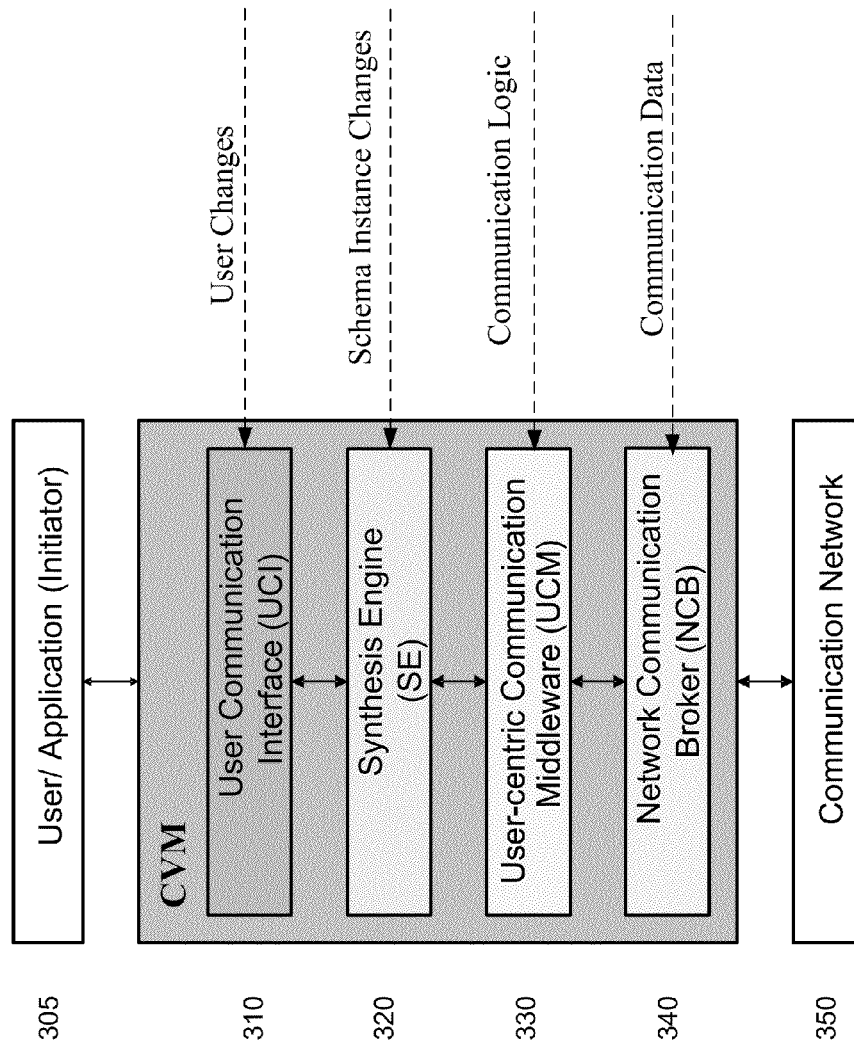 305
User/ Application (Initiator)
CVM
310
User Communication
Interface (UCI)
User Changes
320
Synthesis Engine
(SE)
Schema Instance Changes
330
User-centric Communication
Middleware (UCM)
Communication Logic
340
Network Communication
Broker (NCB)
Communication Data
350
Communication Network